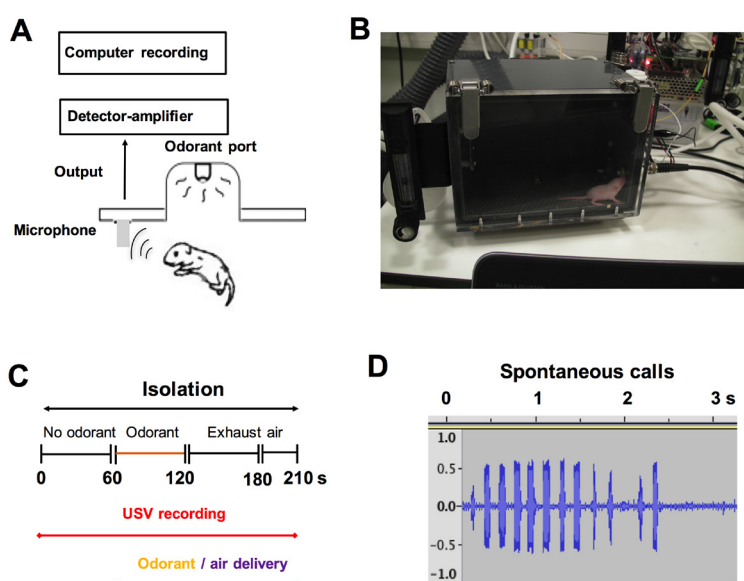 A
Computer recording
Detector-amplifier
Odorant port
Output
Microphone
B
C
Isolation
No odorant Odorant Exhaust air
0 60 120 180 210 s
USV recording
Odorant / air delivery
D
Spontaneous calls
0 1 2 3 s
1.0
0.5
0.0
-0.5
-1.0